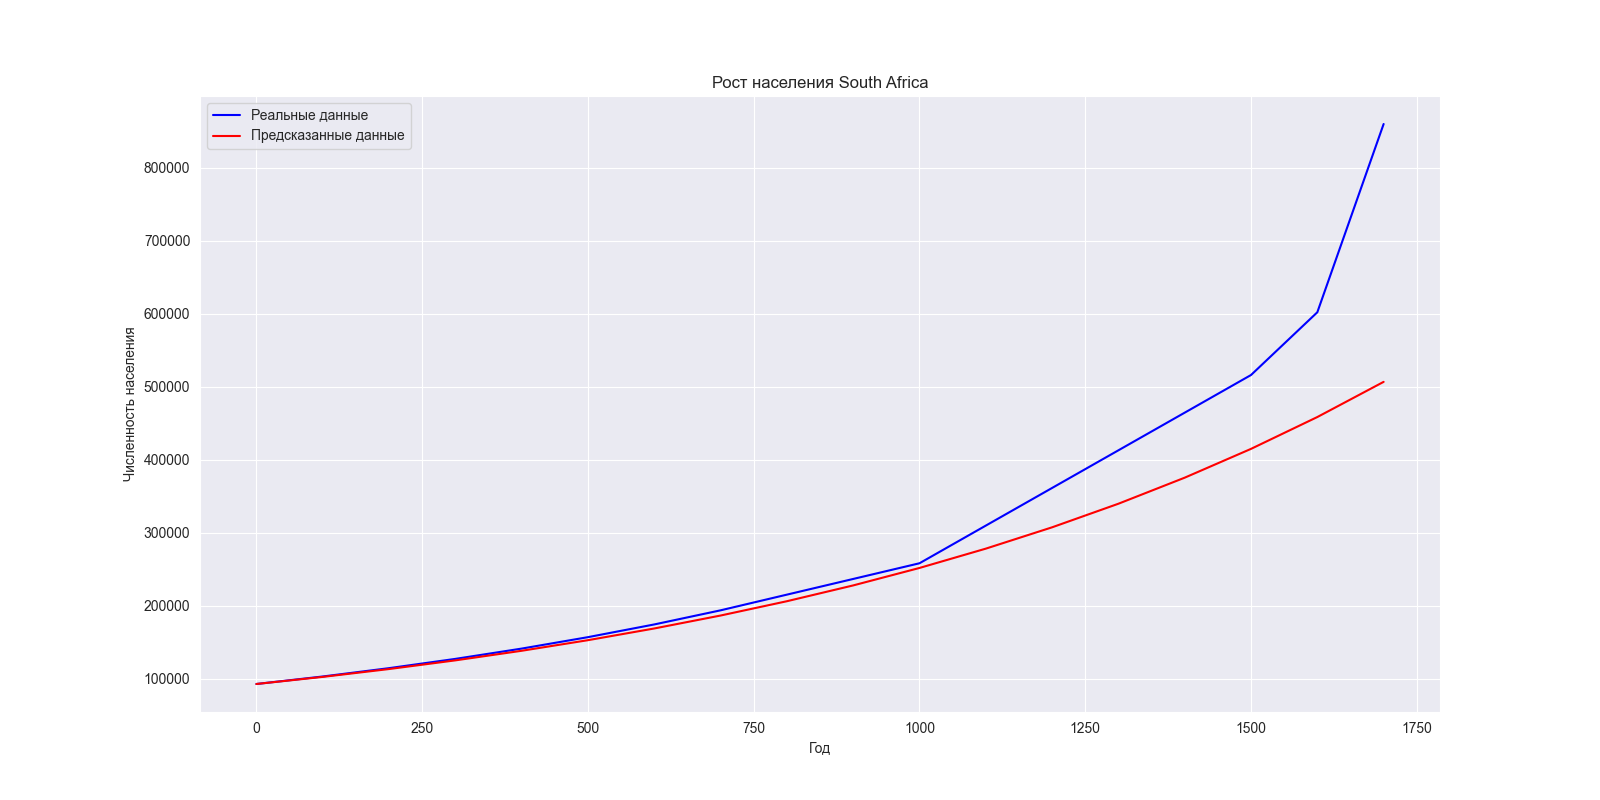 Рост населения South Africa
Реальные данные
Предсказанные данные
800000
700000
600000
500000
400000
300000
200000
100000
Численность населения
0 250 500 750 1000 1250 1500 1750
Год